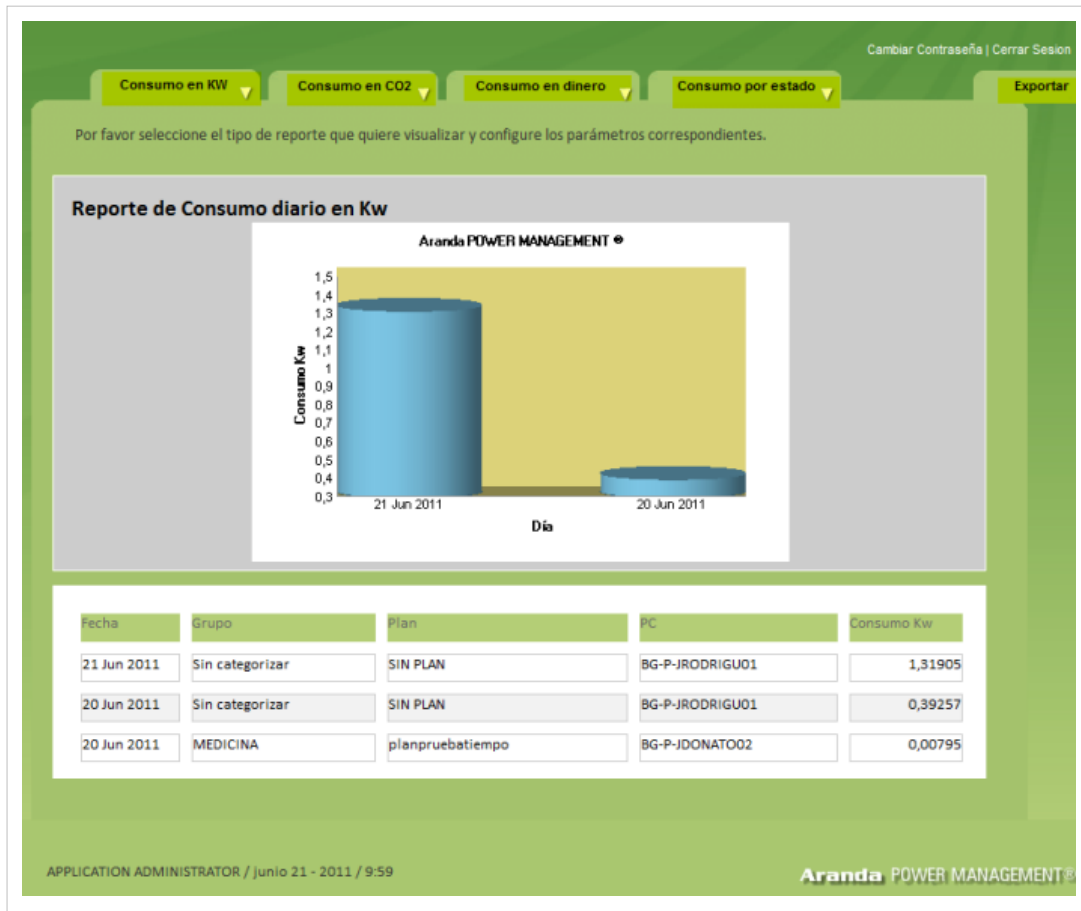 Cambiar Contraseña | Cerrar Sesion
Consumo en KW
Consumo en CO2
Consumo en dinero
Consumo por estado
Exportar
Por favor seleccione el tipo de reporte que quiere visualizar y configure los parámetros correspondientes.
Reporte de Consumo diario en Kw
Aranda POWER MANAGEMENT ®
Consumo Kw
1,5
1,4
1,3
1,2
1,1
1
0,9
0,8
0,7
0,6
0,5
0,4
0,3
21 Jun 2011 20 Jun 2011
Día
Fecha Grupo Plan PC Consumo Kw
21 Jun 2011 Sin categorizar SIN PLAN BG-P-JRODRIGU01 1,31905
20 Jun 2011 Sin categorizar SIN PLAN BG-P-JRODRIGU01 0,39257
20 Jun 2011 MEDICINA planpruebatiempo BG-P-JDONATO02 0,00795
APPLICATION ADMINISTRATOR / junio 21 - 2011 / 9:59
Aranda POWER MANAGEMENT®